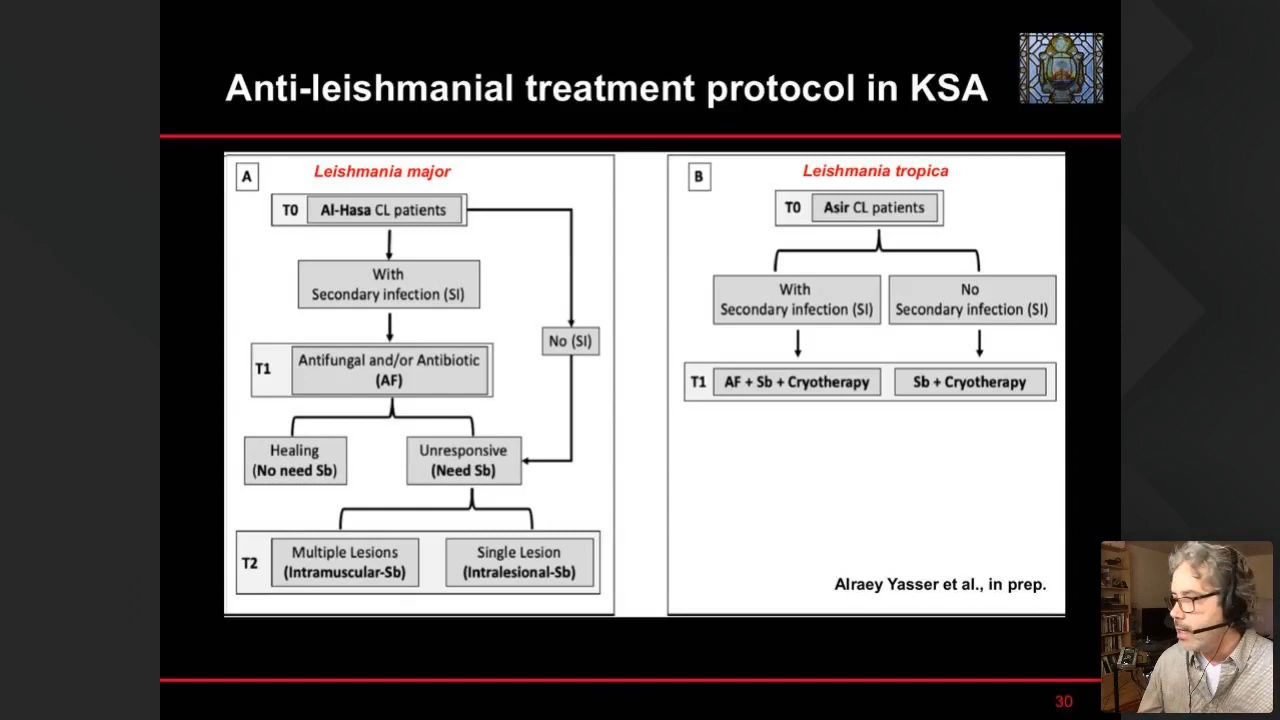 Anti-leishmanial treatment protocol in KSA
A
Leishmania major
T0
Al-Hasa CL patients
With
Secondary infection (SI)
No (SI)
T1
Antifungal and/or Antibiotic
(AF)
Healing
(No need Sb)
Unresponsive
(Need Sb)
T2
Multiple Lesions
(Intramuscular-Sb)
Single Lesion
(Intralesional-Sb)
B
Leishmania tropica
T0
Asir CL patients
With
Secondary infection (SI)
No
Secondary infection (SI)
T1
AF + Sb + Cryotherapy
Sb + Cryotherapy
Alraey Yasser et al., in prep.
30